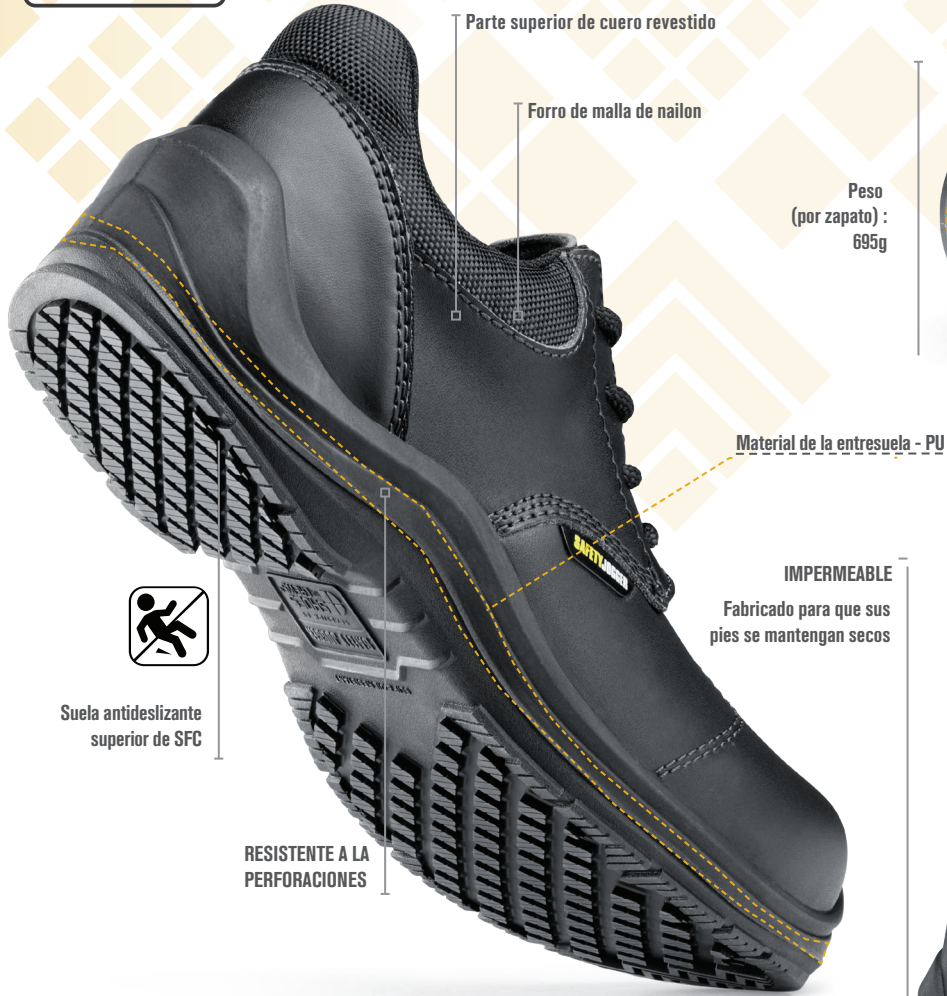 Parte superior de cuero revestido
Forro de malla de nailon
Peso
(por zapato) :
695g
Material de la entresuela - PU
SAFETY JOGGER
IMPERMEABLE
Fabricado para que sus
pies se mantengan secos
Suela antideslizante
superior de SFC
RESISTENTE A LA
PERFORACIONES